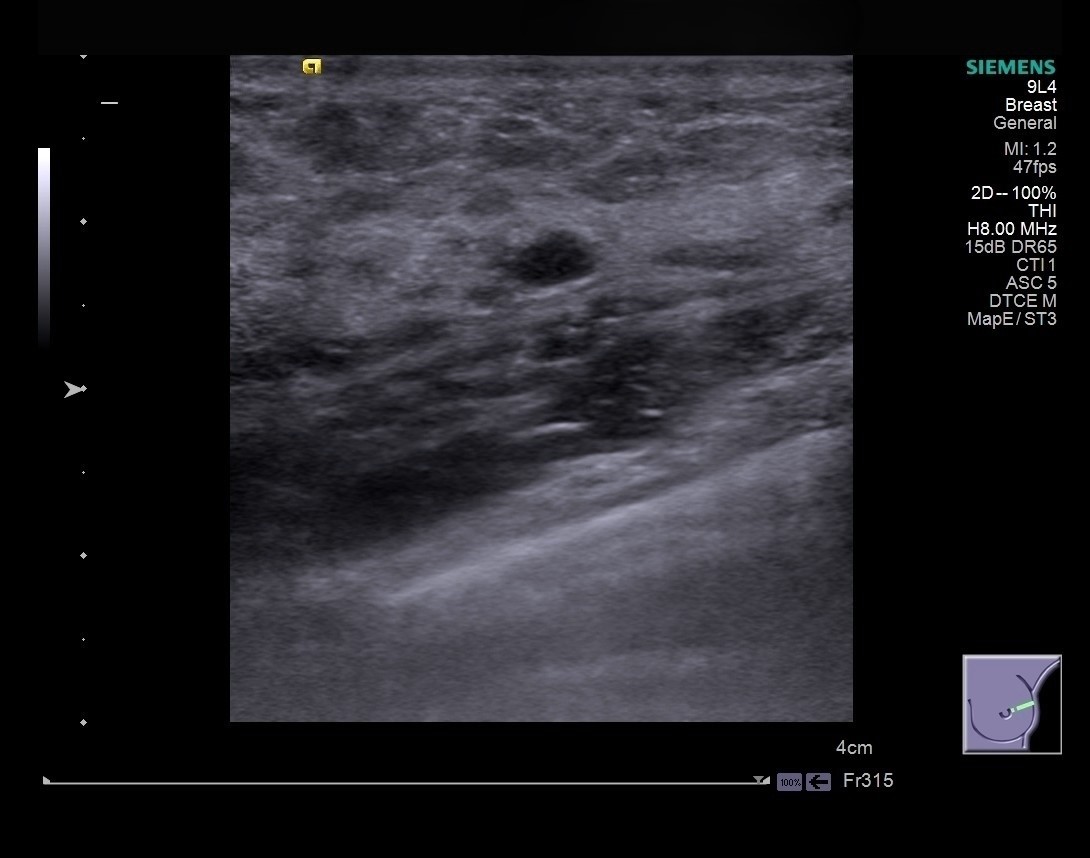 SIEMENS
9L4
Breast
General
MI: 1.2
47fps
2D--100%
THI
H8.00 MHz
15dB DR65
CTI 1
ASC 5
DTCE M
MapE / ST3
4cm
100%
Fr315